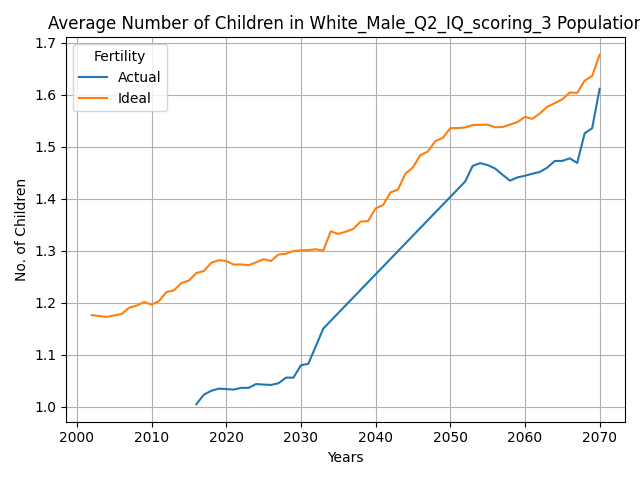 Average Number of Children in White_Male_Q2_IQ_scoring_3 Population
Fertility
Actual
Ideal
No. of Children
1.7
1.6
1.5
1.4
1.3
1.2
1.1
1.0
2000 2010 2020 2030 2040 2050 2060 2070
Years